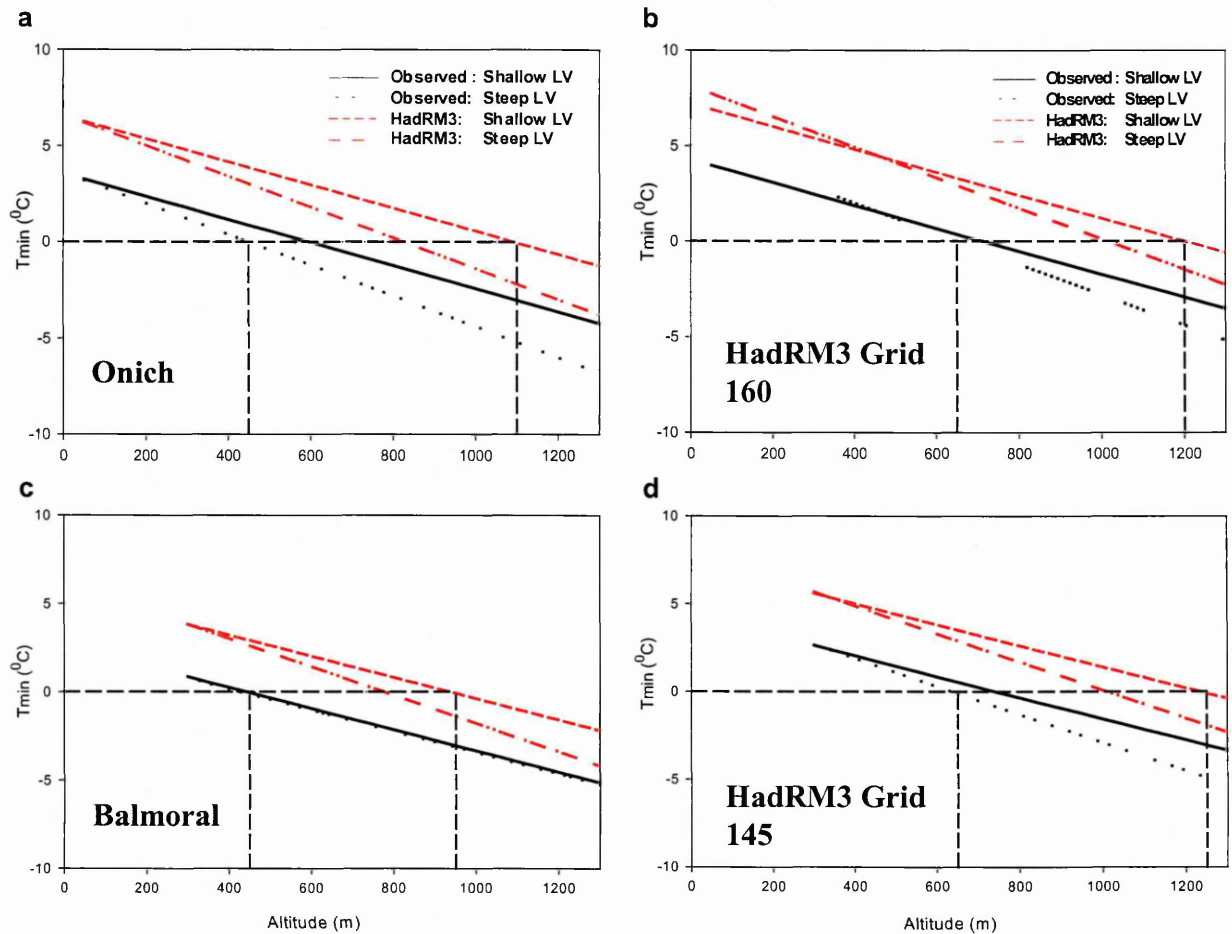 a
10
5
0
-5
-10
Tmin (⁰C)
Observed : Shallow LV
Observed: Steep LV
HadRM3: Shallow LV
HadRM3: Steep LV
Onich
0 200 400 600 800 1000 1200
b
10
5
0
-5
-10
Tmin (⁰C)
Observed: Shallow LV
Observed: Steep LV
HadRM3: Shallow LV
HadRM3: Steep LV
HadRM3 Grid
160
0 200 400 600 800 1000 1200
c
10
5
0
-5
-10
Tmin (⁰C)
Balmoral
0 200 400 600 800 1000 1200
Altitude (m)
d
10
5
0
-5
-10
Tmin (⁰C)
HadRM3 Grid
145
0 200 400 600 800 1000 1200
Altitude (m)